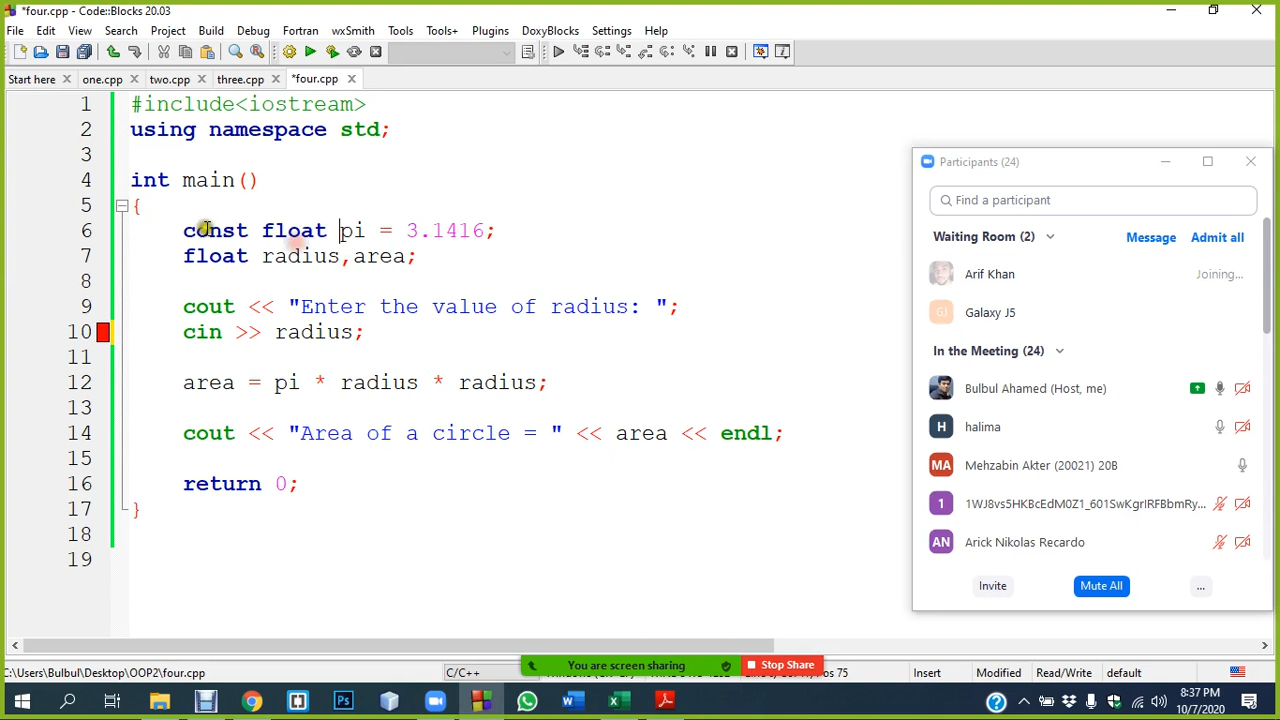 *four.cpp - Code::Blocks 20.03
File Edit View Search Project Build Debug Fortran wxSmith Tools Tools+ Plugins DoxyBlocks Settings Help
Start here one.cpp two.cpp three.cpp *four.cpp
1 #include<iostream>
2 using namespace std;
3
4 int main()
5 {
6 const float pi = 3.1416;
7 float radius,area;
8
9 cout << "Enter the value of radius: ";
10 cin >> radius;
11
12 area = pi * radius * radius;
13
14 cout << "Area of a circle = " << area << endl;
15
16 return 0;
17 }
18
19
Participants (24)
Find a participant
Waiting Room (2) Message Admit all
Arif Khan Joining...
GJ Galaxy J5
In the Meeting (24)
Bulbul Ahamed (Host, me)
H halima
MA Mehzabin Akter (20021) 20B
1 1WJ8vs5HKBcEdM0Z1_601SwKgrIRFBbmRy...
AN Arick Nikolas Recardo
Invite Mute All ...
C:\Users\Bulbul\Desktop\OOP2\four.cpp C/C++ Pos 75 Insert Modified Read/Write default
You are screen sharing Stop Share
8:37 PM
10/7/2020